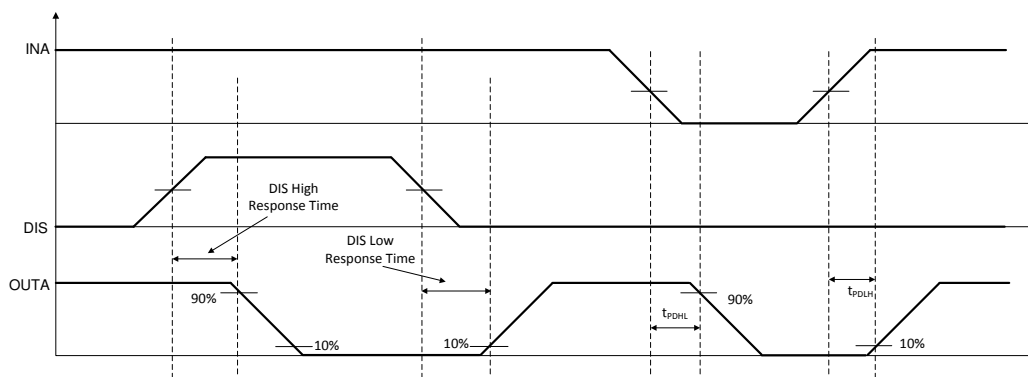 INA
DIS High
Response Time
DIS
DIS Low
Response Time
OUTA
90%
10%
10%
tPDHL
90%
tPDLH
10%